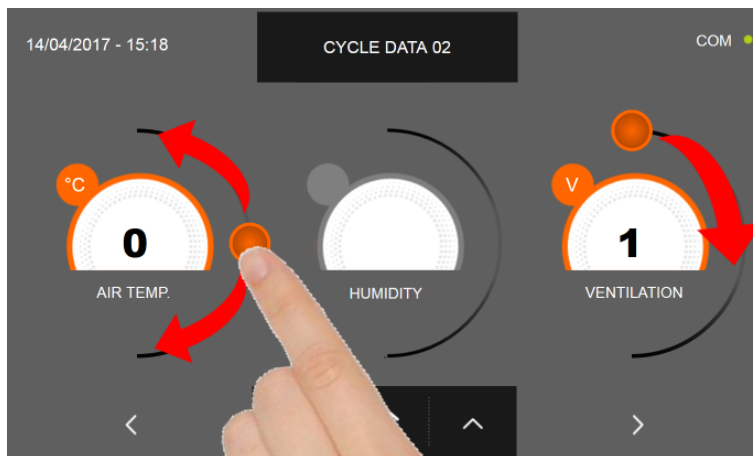 14/04/2017 - 15:18
CYCLE DATA 02
COM
°C
V
0
1
AIR TEMP.
HUMIDITY
VENTILATION